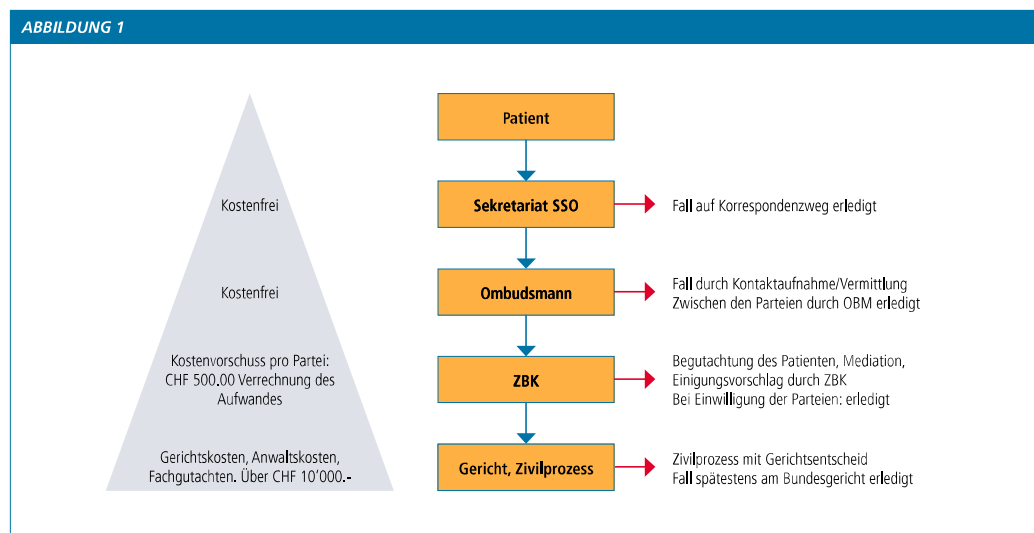 ABBILDUNG 1
Patient
Kostenfrei
Sekretariat SSO
Fall auf Korrespondenzweg erledigt
Kostenfrei
Ombudsmann
Fall durch Kontaktaufnahme/Vermittlung
Zwischen den Parteien durch OBM erledigt
Kostenvorschuss pro Partei:
CHF 500.00 Verrechnung des
Aufwandes
ZBK
Begutachtung des Patienten, Mediation,
Einigungsvorschlag durch ZBK
Bei Einwilligung der Parteien: erledigt
Gerichtskosten, Anwaltskosten,
Fachgutachten. Über CHF 10’000.-
Gericht, Zivilprozess
Zivilprozess mit Gerichtsentscheid
Fall spätestens am Bundesgericht erledigt